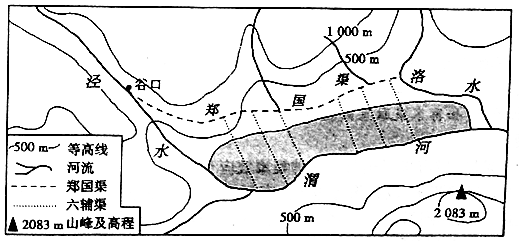 1 000 m
500 m
谷口
泾
水
郑
国
渠
洛
水
渭
河
500 m
2 083 m
500 m 等高线
河流
郑国渠
六辅渠
2083 m 山峰及高程